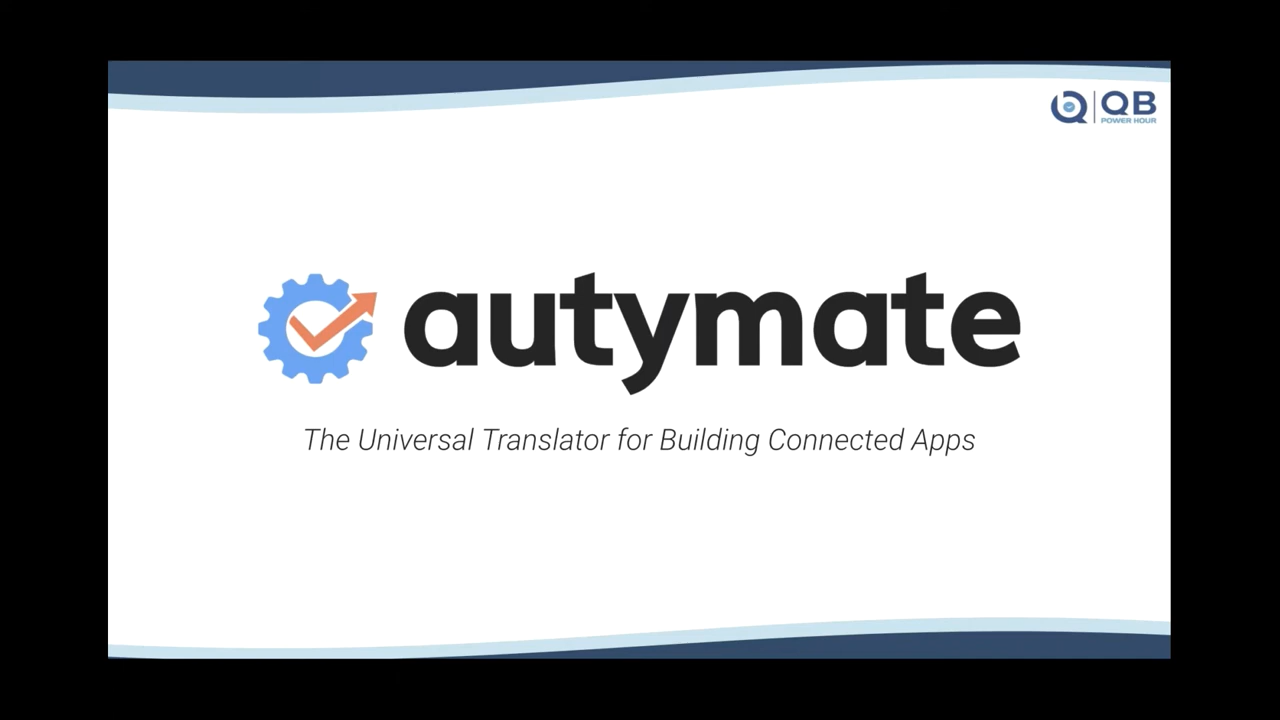 QB
POWER HOUR
autymate
The Universal Translator for Building Connected Apps